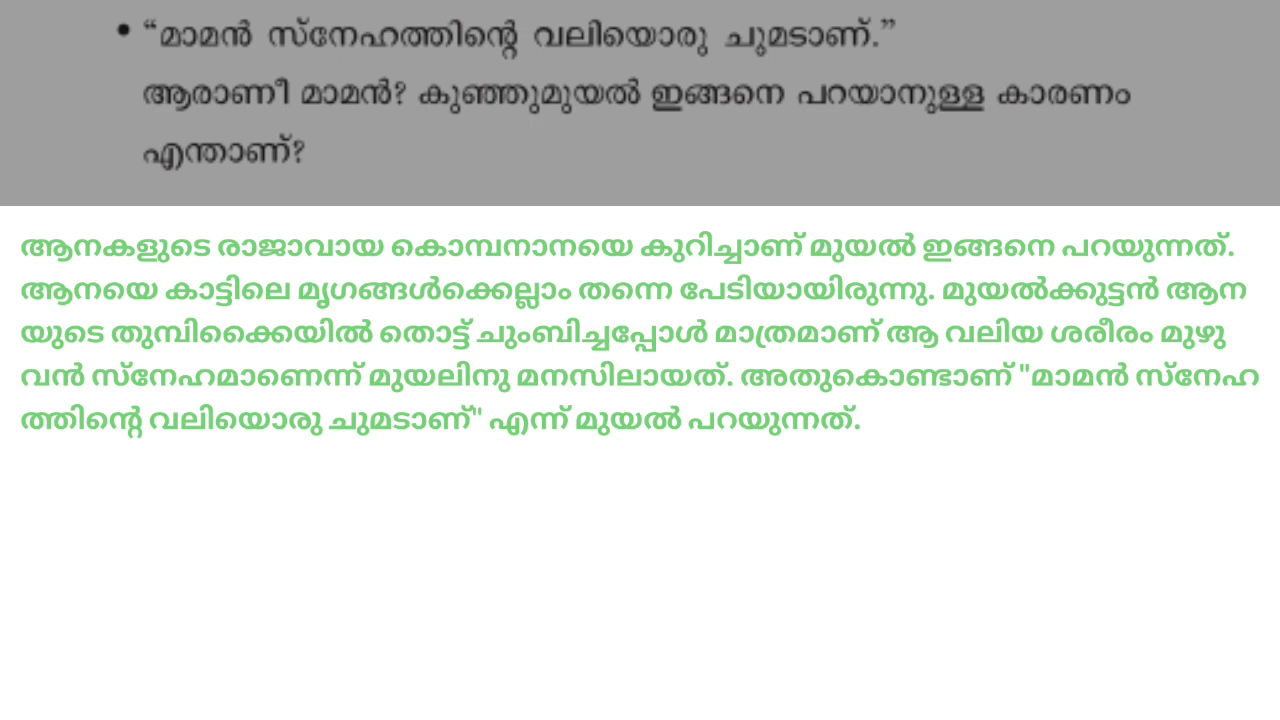 • “മാമൻ സ്നേഹത്തിന്റെ വലിയൊരു ചുമടാണ്.”
ആരാണീ മാമൻ? കുഞ്ഞുമുയൽ ഇങ്ങനെ പറയാനുള്ള കാരണം
എന്താണ്?
ആനകളുടെ രാജാവായ കൊമ്പനാനയെ കുറിച്ചാണ് മുയൽ ഇങ്ങനെ പറയുന്നത്.
ആനയെ കാട്ടിലെ മൃഗങ്ങൾക്കെല്ലാം തന്നെ പേടിയായിരുന്നു. മുയൽക്കുട്ടൻ ആന
യുടെ തുമ്പിക്കൈയിൽ തൊട്ട് ചുംബിച്ചപ്പോൾ മാത്രമാണ് ആ വലിയ ശരീരം മുഴു
വൻ സ്നേഹമാണെന്ന് മുയലിനു മനസിലായത്. അതുകൊണ്ടാണ് "മാമൻ സ്നേഹ
ത്തിന്റെ വലിയൊരു ചുമടാണ്" എന്ന് മുയൽ പറയുന്നത്.